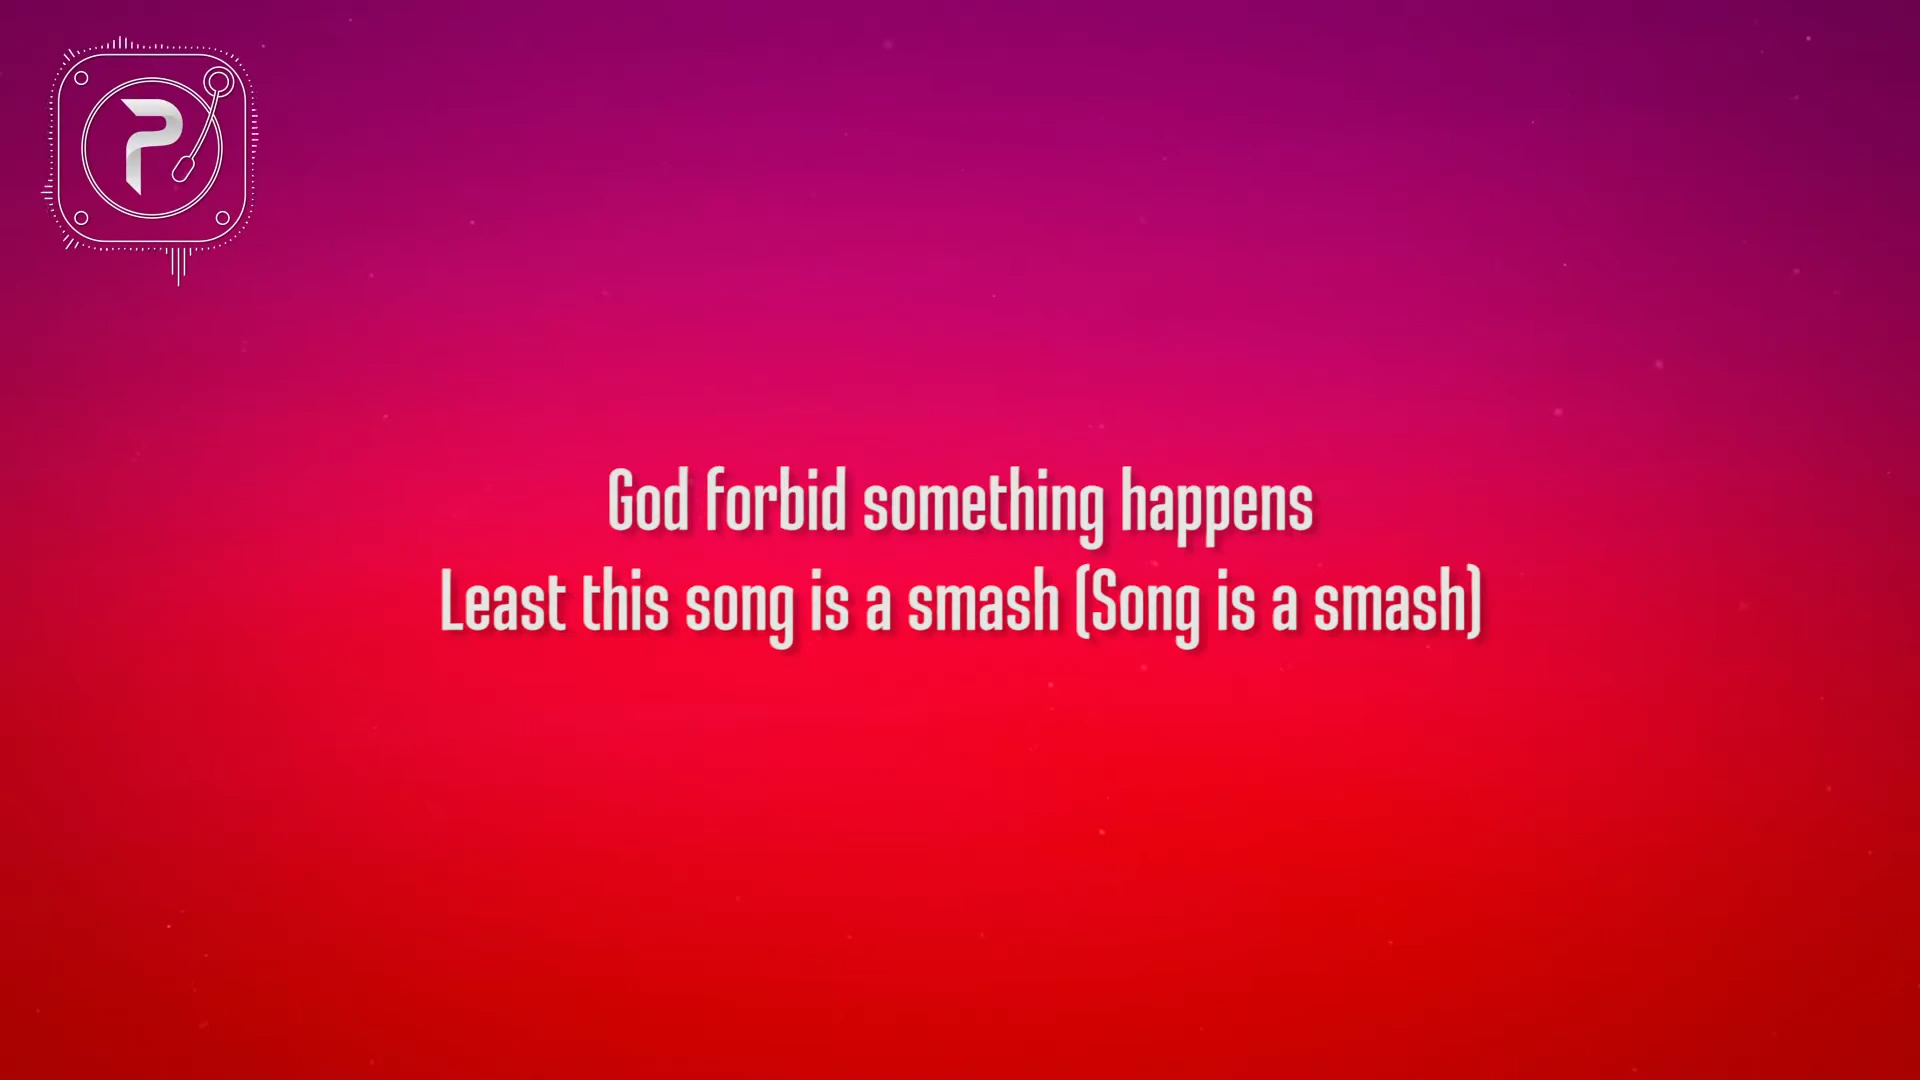 P
God forbid something happens
Least this song is a smash (Song is a smash)